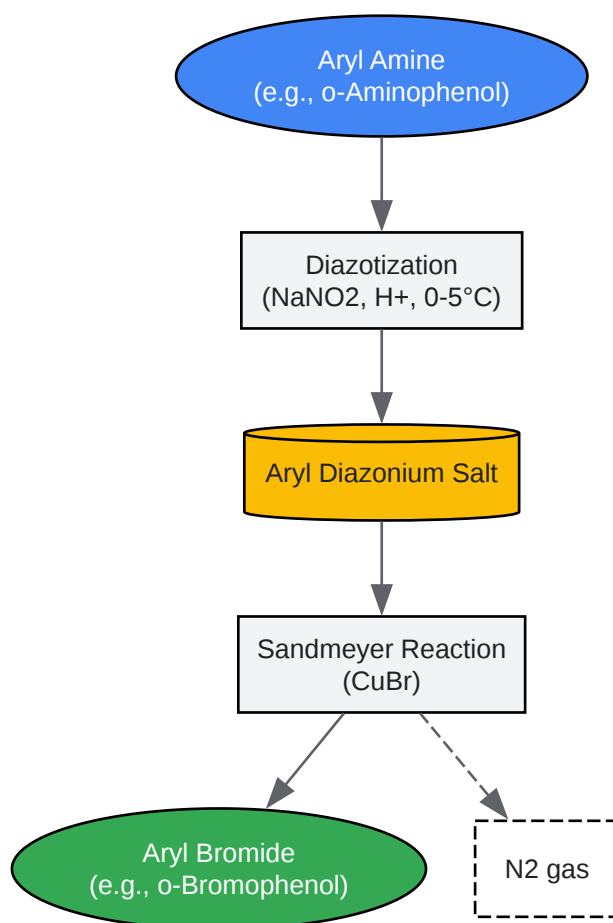 Aryl Amine
(e.g., o-Aminophenol)
Diazotization
(NaNO2, H+, 0-5°C)
Aryl Diazonium Salt
Sandmeyer Reaction
(CuBr)
Aryl Bromide
(e.g., o-Bromophenol)
N2 gas